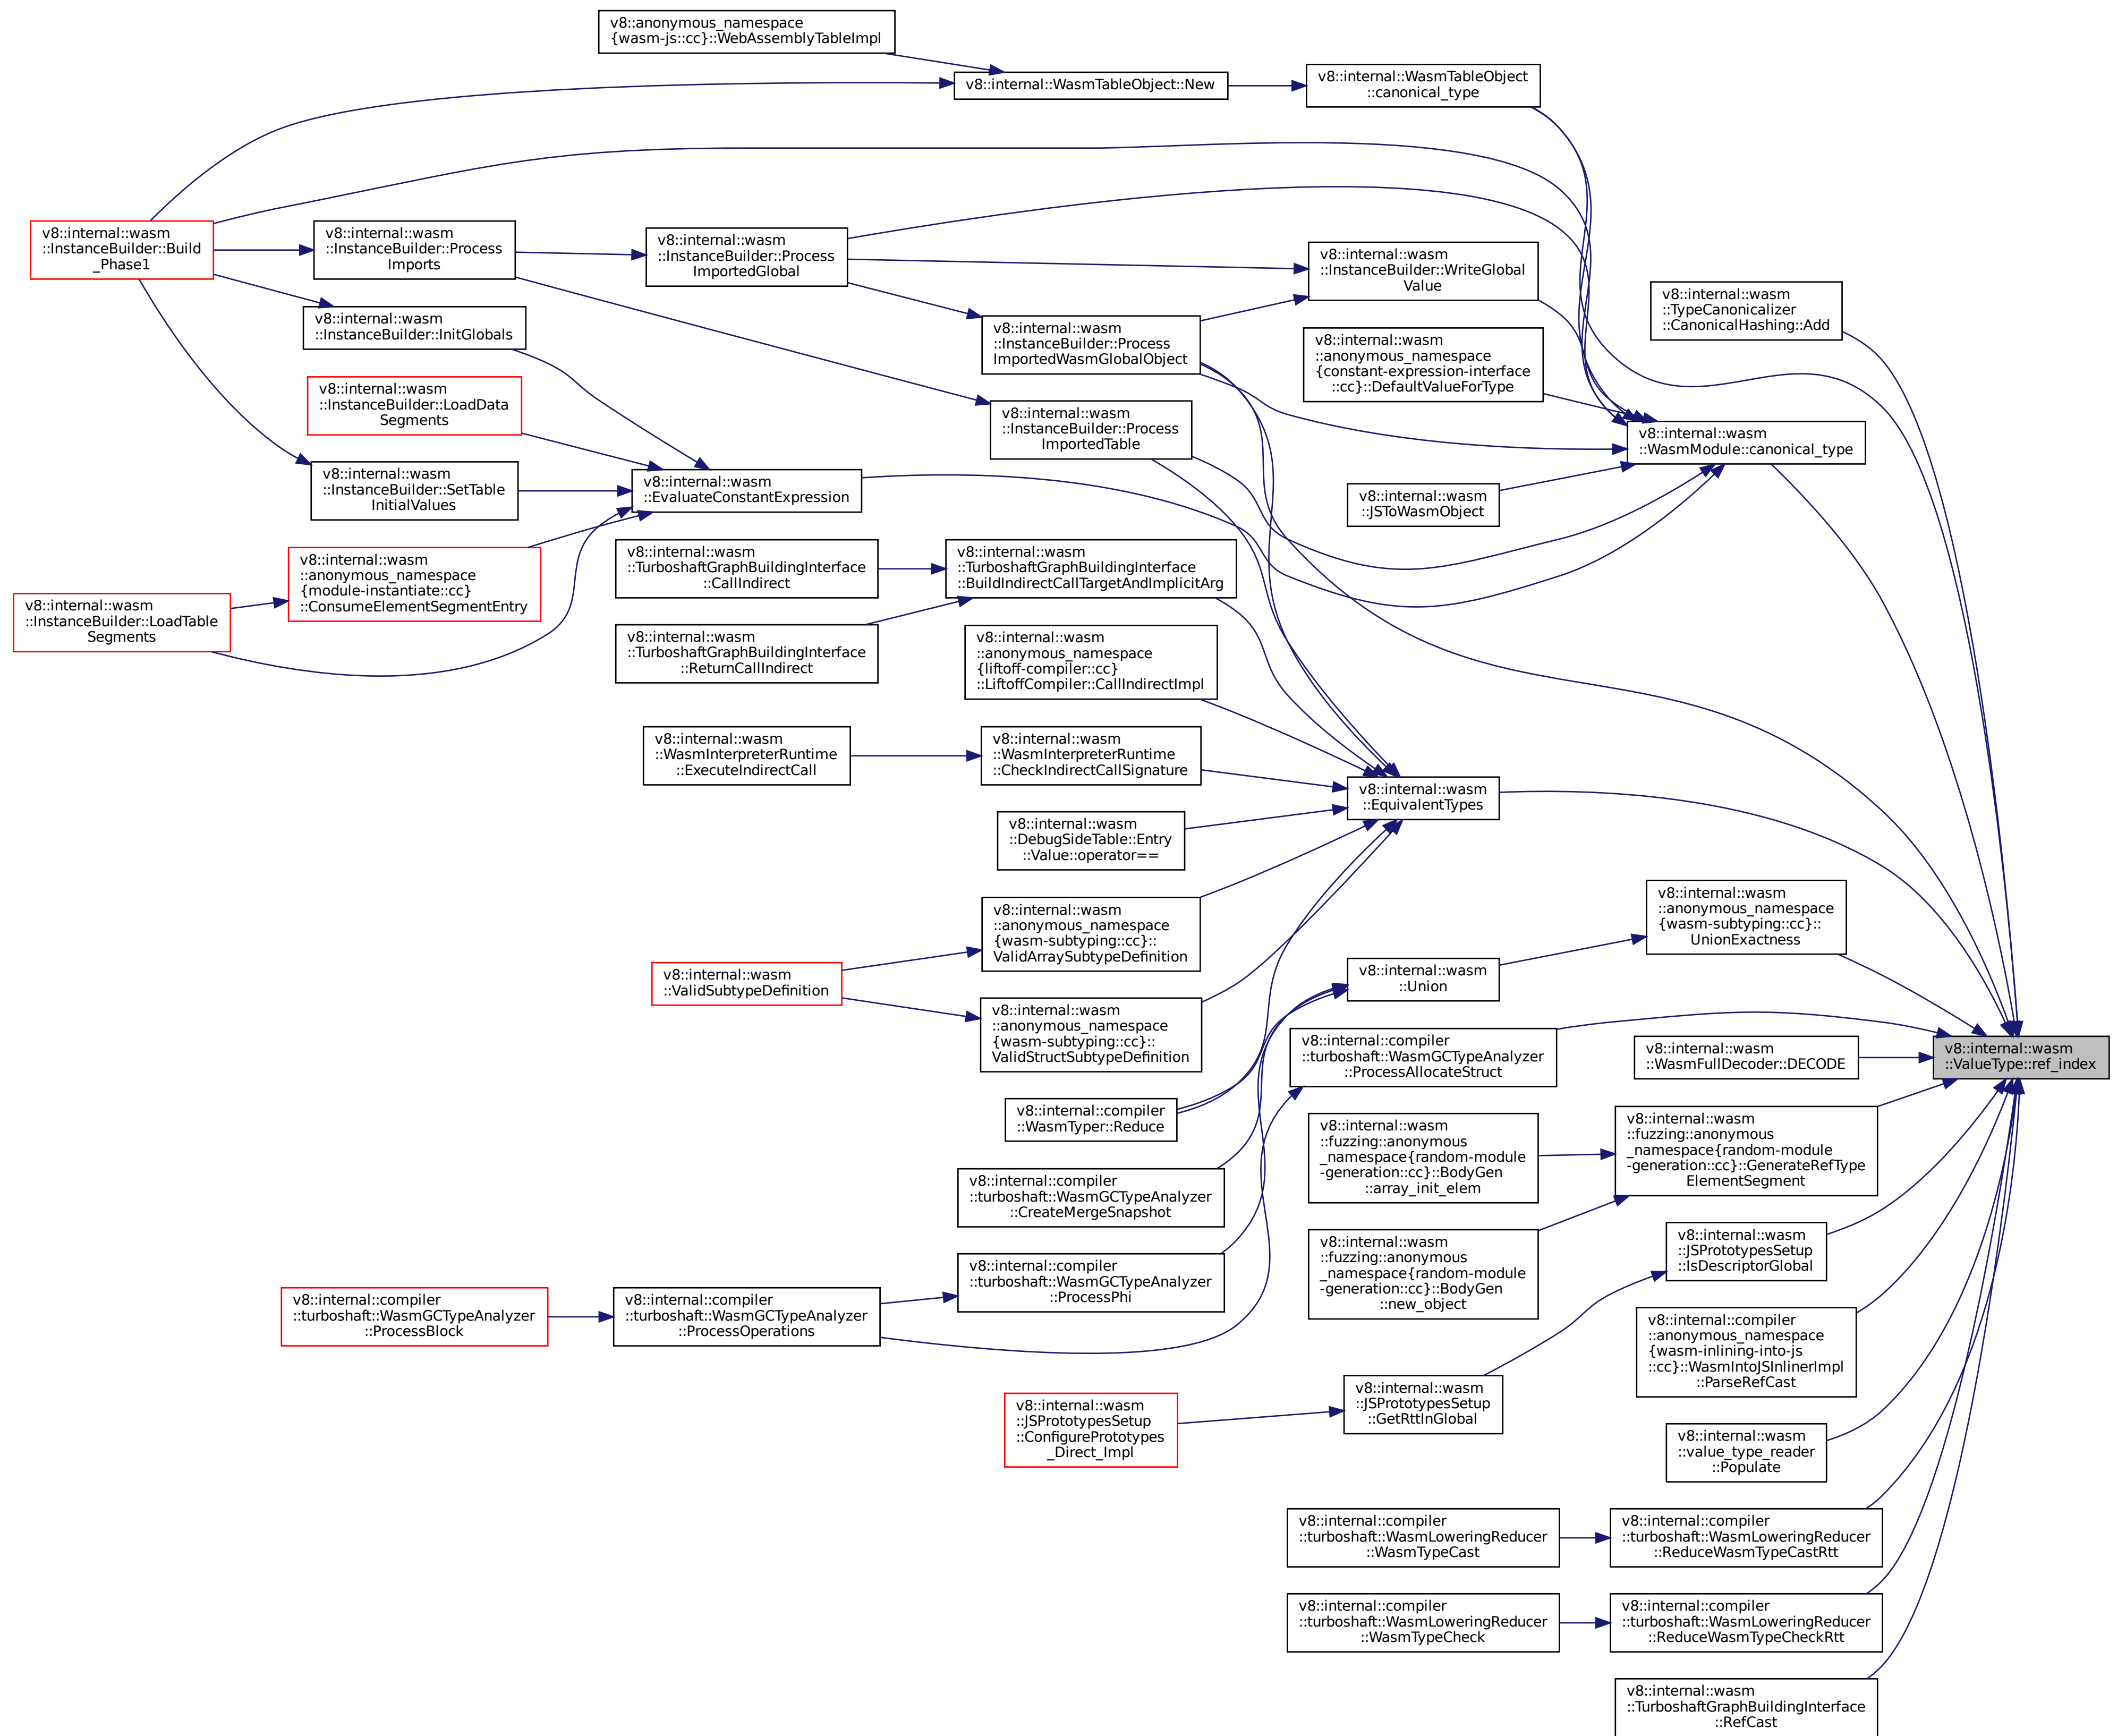 v8::anonymous_namespace
{wasm-js::cc}::WebAssemblyTableImpl
v8::internal::WasmTableObject::New
v8::internal::WasmTableObject
::canonical_type
v8::internal::wasm
::InstanceBuilder::Build
_Phase1
v8::internal::wasm
::InstanceBuilder::Process
Imports
v8::internal::wasm
::InstanceBuilder::Process
ImportedGlobal
v8::internal::wasm
::InstanceBuilder::WriteGlobal
Value
v8::internal::wasm
::TypeCanonicalizer
::CanonicalHashing::Add
v8::internal::wasm
::InstanceBuilder::InitGlobals
v8::internal::wasm
::InstanceBuilder::Process
ImportedWasmGlobalObject
v8::internal::wasm
::anonymous_namespace
{constant-expression-interface
::cc}::DefaultValueForType
v8::internal::wasm
::InstanceBuilder::LoadData
Segments
v8::internal::wasm
::InstanceBuilder::Process
ImportedTable
v8::internal::wasm
::WasmModule::canonical_type
v8::internal::wasm
::InstanceBuilder::SetTable
InitialValues
v8::internal::wasm
::EvaluateConstantExpression
v8::internal::wasm
::JSToWasmObject
v8::internal::wasm
::anonymous_namespace
{module-instantiate::cc}
::ConsumeElementSegmentEntry
v8::internal::wasm
::TurboshaftGraphBuildingInterface
::CallIndirect
v8::internal::wasm
::TurboshaftGraphBuildingInterface
::BuildIndirectCallTargetAndImplicitArg
v8::internal::wasm
::InstanceBuilder::LoadTable
Segments
v8::internal::wasm
::TurboshaftGraphBuildingInterface
::ReturnCallIndirect
v8::internal::wasm
::anonymous_namespace
{liftoff-compiler::cc}
::LiftoffCompiler::CallIndirectImpl
v8::internal::wasm
::WasmInterpreterRuntime
::ExecuteIndirectCall
v8::internal::wasm
::WasmInterpreterRuntime
::CheckIndirectCallSignature
v8::internal::wasm
::EquivalentTypes
v8::internal::wasm
::DebugSideTable::Entry
::Value::operator==
v8::internal::wasm
::anonymous_namespace
{wasm-subtyping::cc}::
UnionExactness
v8::internal::wasm
::anonymous_namespace
{wasm-subtyping::cc}::
ValidArraySubtypeDefinition
v8::internal::wasm
::ValidSubtypeDefinition
v8::internal::wasm
::Union
v8::internal::wasm
::anonymous_namespace
{wasm-subtyping::cc}::
ValidStructSubtypeDefinition
v8::internal::compiler
::turboshaft::WasmGCTypeAnalyzer
::ProcessAllocateStruct
v8::internal::wasm
::WasmFullDecoder::DECODE
v8::internal::wasm
::ValueType::ref_index
v8::internal::compiler
::WasmTyper::Reduce
v8::internal::wasm
::fuzzing::anonymous
_namespace{random-module
-generation::cc}::BodyGen
::array_init_elem
v8::internal::wasm
::fuzzing::anonymous
_namespace{random-module
-generation::cc}::GenerateRefType
ElementSegment
v8::internal::compiler
::turboshaft::WasmGCTypeAnalyzer
::CreateMergeSnapshot
v8::internal::wasm
::fuzzing::anonymous
_namespace{random-module
-generation::cc}::BodyGen
::new_object
v8::internal::wasm
::JSPrototypesSetup
::IsDescriptorGlobal
v8::internal::compiler
::turboshaft::WasmGCTypeAnalyzer
::ProcessPhi
v8::internal::compiler
::turboshaft::WasmGCTypeAnalyzer
::ProcessBlock
v8::internal::compiler
::turboshaft::WasmGCTypeAnalyzer
::ProcessOperations
v8::internal::compiler
::anonymous_namespace
{wasm-inlining-into-js
::cc}::WasmIntoJSInlinerImpl
::ParseRefCast
v8::internal::wasm
::JSPrototypesSetup
::ConfigurePrototypes
_Direct_Impl
v8::internal::wasm
::JSPrototypesSetup
::GetRttInGlobal
v8::internal::wasm
::value_type_reader
::Populate
v8::internal::compiler
::turboshaft::WasmLoweringReducer
::WasmTypeCast
v8::internal::compiler
::turboshaft::WasmLoweringReducer
::ReduceWasmTypeCastRtt
v8::internal::compiler
::turboshaft::WasmLoweringReducer
::WasmTypeCheck
v8::internal::compiler
::turboshaft::WasmLoweringReducer
::ReduceWasmTypeCheckRtt
v8::internal::wasm
::TurboshaftGraphBuildingInterface
::RefCast